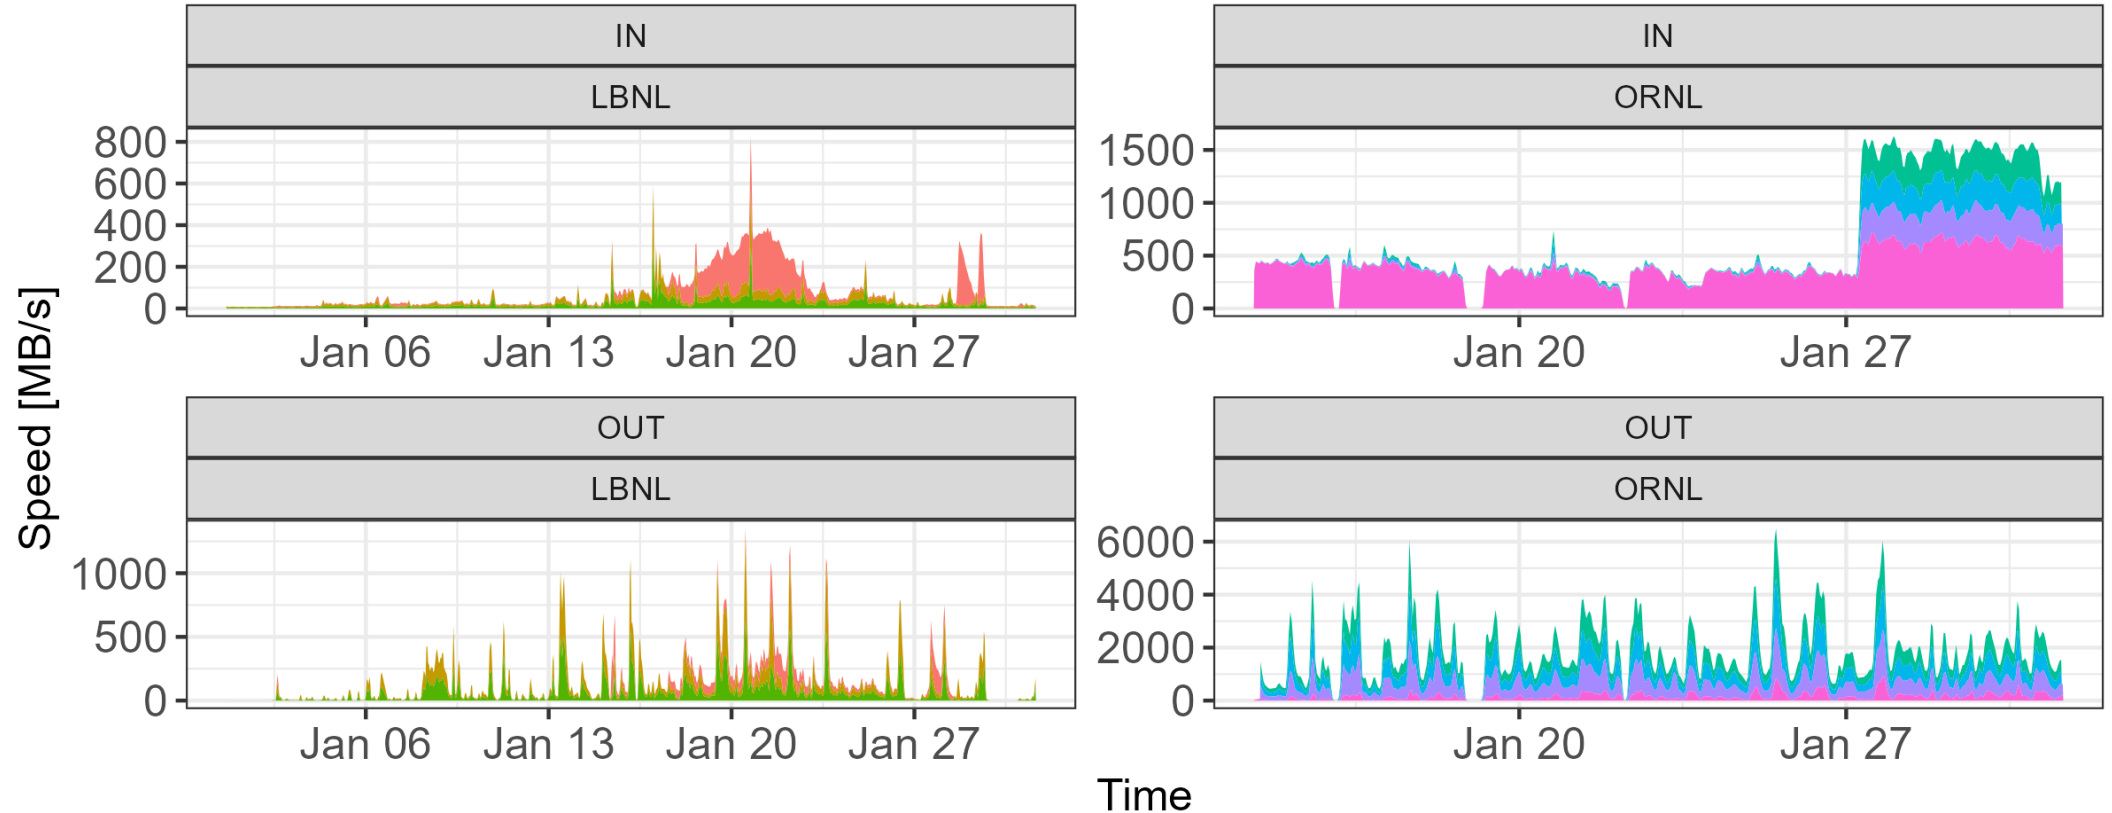 IN
LBNL
800
600
400
200
0
Jan 06 Jan 13 Jan 20 Jan 27
IN
ORNL
1500
1000
500
0
Jan 20 Jan 27
OUT
LBNL
1000
500
0
Jan 06 Jan 13 Jan 20 Jan 27
OUT
ORNL
6000
4000
2000
0
Jan 20 Jan 27
Speed [MB/s]
Time